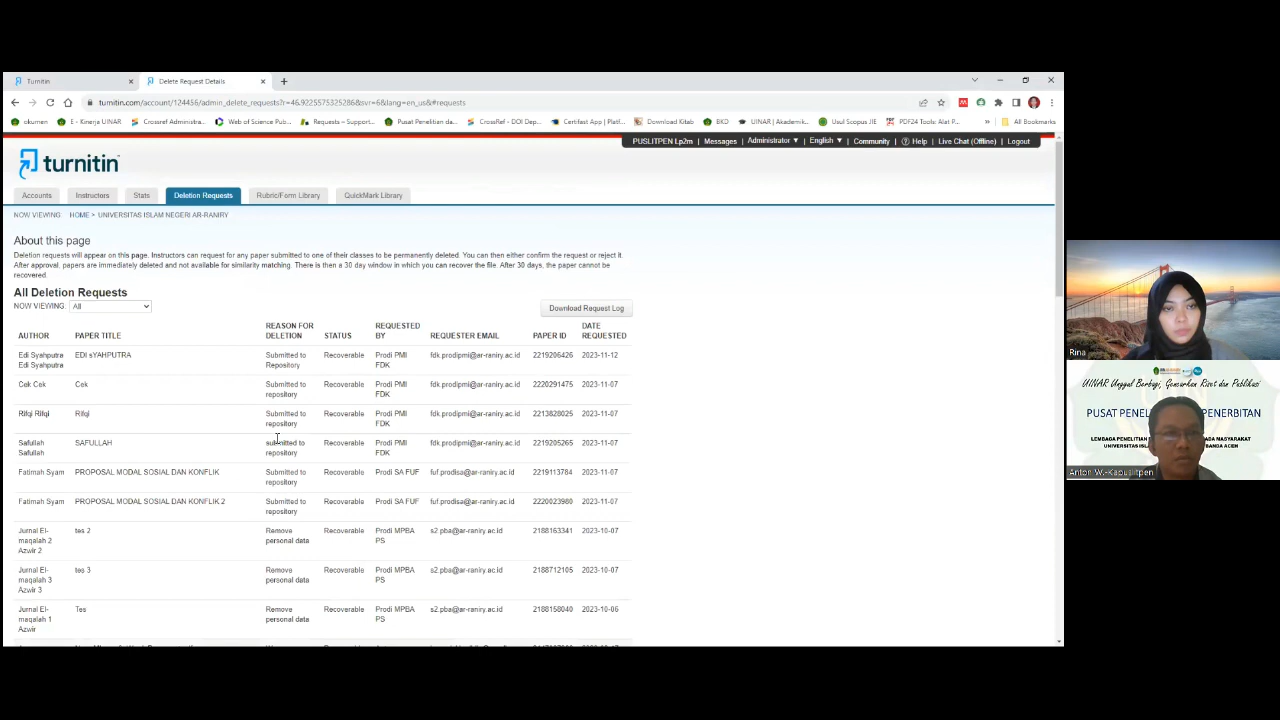 Turnitin
Delete Request Details
turnitin.com/account/124456/admin_delete_requests?r=46.9225575325286&svr=6&lang=en_us&#requests
okumen
E - Kinerja UINAR
Crossref Administra...
Web of Science Pub...
Requests – Support...
Pusat Penelitian da...
CrossRef - DOI Dep...
Certifast App | Platf...
Download Kitab
BKD
UINAR | Akademik...
Usul Scopus JIE
PDF24 Tools: Alat P...
All Bookmarks
PUSLITPEN Lp2m | Messages | Administrator | English | Community | Help | Live Chat (Offline) | Logout
turnitin
Accounts Instructors Stats Deletion Requests Rubric/Form Library QuickMark Library
NOW VIEWING: HOME > UNIVERSITAS ISLAM NEGERI AR-RANIRY
About this page
Deletion requests will appear on this page. Instructors can request for any paper submitted to one of their classes to be permanently deleted. You can then either confirm the request or reject it.
After approval, papers are immediately deleted and not available for similarity matching. There is then a 30 day window in which you can recover the file. After 30 days, the paper cannot be
recovered.
All Deletion Requests
NOW VIEWING: All
Download Request Log
AUTHOR PAPER TITLE REASON FOR DELETION STATUS REQUESTED BY REQUESTER EMAIL PAPER ID DATE REQUESTED
Edi Syahputra Edi Syahputra EDI sYAHPUTRA Submitted to Repository Recoverable Prodi PMI FDK fdk.prodipmi@ar-raniry.ac.id 2219206426 2023-11-12
Cek Cek Cek Submitted to repository Recoverable Prodi PMI FDK fdk.prodipmi@ar-raniry.ac.id 2220291475 2023-11-07
Rifqi Rifqi Rifqi Submitted to repository Recoverable Prodi PMI FDK fdk.prodipmi@ar-raniry.ac.id 2213828025 2023-11-07
Safullah Safullah SAFULLAH submitted to repository Recoverable Prodi PMI FDK fdk.prodipmi@ar-raniry.ac.id 2219205265 2023-11-07
Fatimah Syam PROPOSAL MODAL SOSIAL DAN KONFLIK Submitted to repository Recoverable Prodi SA FUF fuf.prodisa@ar-raniry.ac.id 2219113784 2023-11-07
Fatimah Syam PROPOSAL MODAL SOSIAL DAN KONFLIK 2 Submitted to repository Recoverable Prodi SA FUF fuf.prodisa@ar-raniry.ac.id 2220023980 2023-11-07
Jurnal El-maqalah 2 Azwir 2 tes 2 Remove personal data Recoverable Prodi MPBA PS s2.pba@ar-raniry.ac.id 2188163341 2023-10-07
Jurnal El-maqalah 3 Azwir 3 tes 3 Remove personal data Recoverable Prodi MPBA PS s2.pba@ar-raniry.ac.id 2188712105 2023-10-07
Jurnal El-maqalah 1 Azwir Tes Remove personal data Recoverable Prodi MPBA PS s2.pba@ar-raniry.ac.id 2188158040 2023-10-06
Rina
UINAR Unggul Berbagi, Gencarkan Riset dan Publikasi
PUSAT PENEL ENERBITAN
LEMBAGA PENELITIAN ADA MASYARAKAT
UNIVERSITAS IS BANDA ACEH
Anton W.-Kapuslitpen